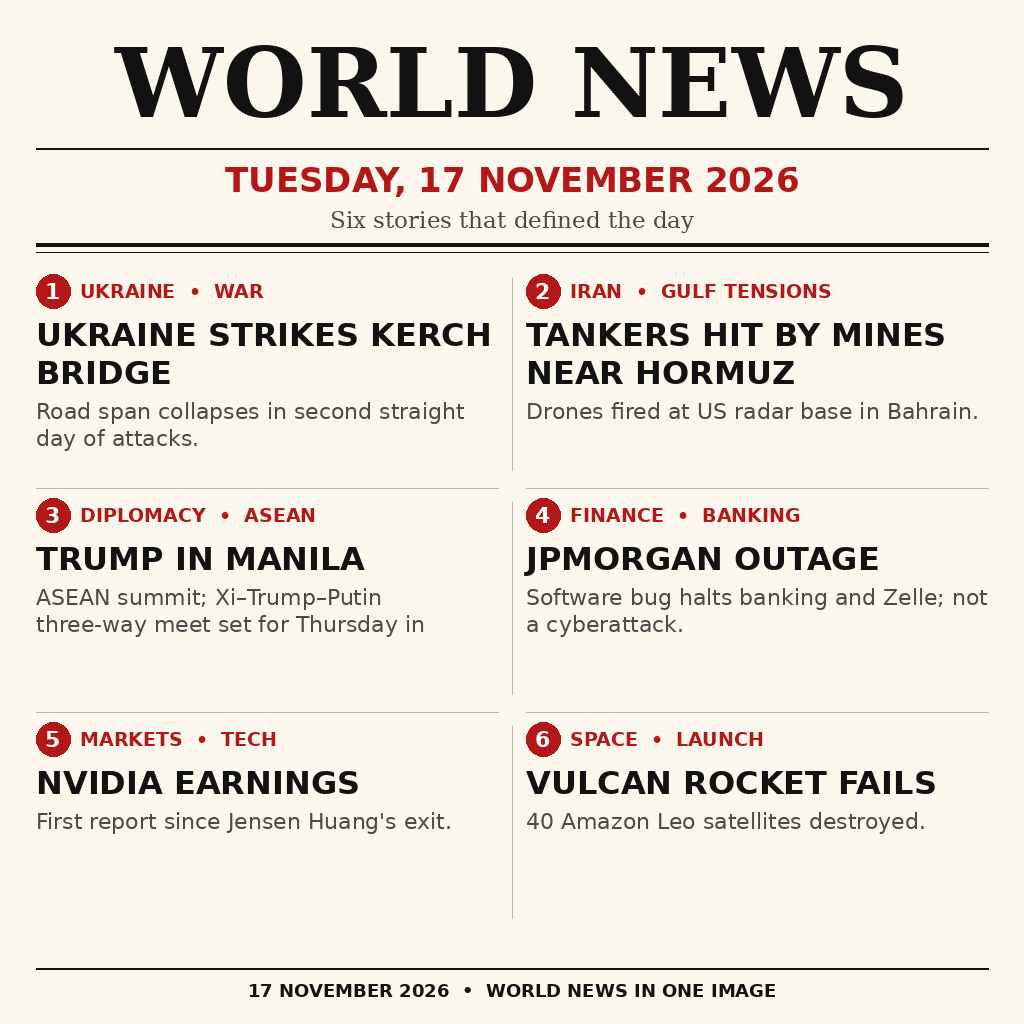 WORLD NEWS
TUESDAY, 17 NOVEMBER 2026
Six stories that defined the day
1 UKRAINE • WAR
UKRAINE STRIKES KERCH
BRIDGE
Road span collapses in second straight
day of attacks.
2 IRAN • GULF TENSIONS
TANKERS HIT BY MINES
NEAR HORMUZ
Drones fired at US radar base in Bahrain.
3 DIPLOMACY • ASEAN
TRUMP IN MANILA
ASEAN summit; Xi–Trump–Putin
three-way meet set for Thursday in
4 FINANCE • BANKING
JPMORGAN OUTAGE
Software bug halts banking and Zelle; not
a cyberattack.
5 MARKETS • TECH
NVIDIA EARNINGS
First report since Jensen Huang's exit.
6 SPACE • LAUNCH
VULCAN ROCKET FAILS
40 Amazon Leo satellites destroyed.
17 NOVEMBER 2026 • WORLD NEWS IN ONE IMAGE